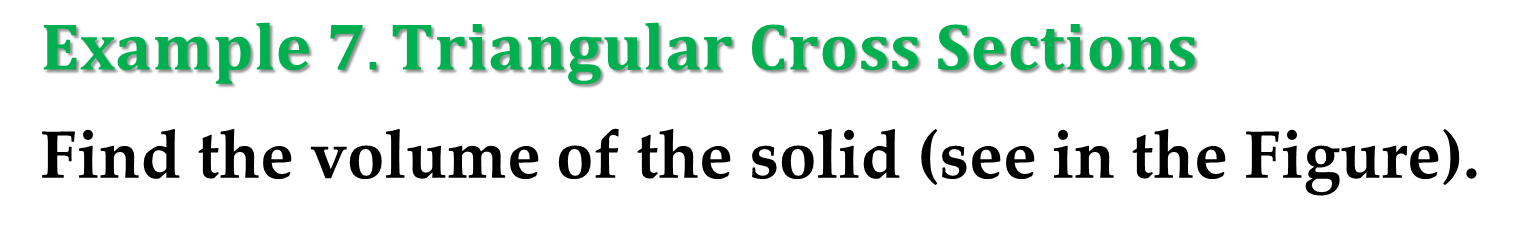 Example 7. Triangular Cross Sections
Find the volume of the solid (see in the Figure).